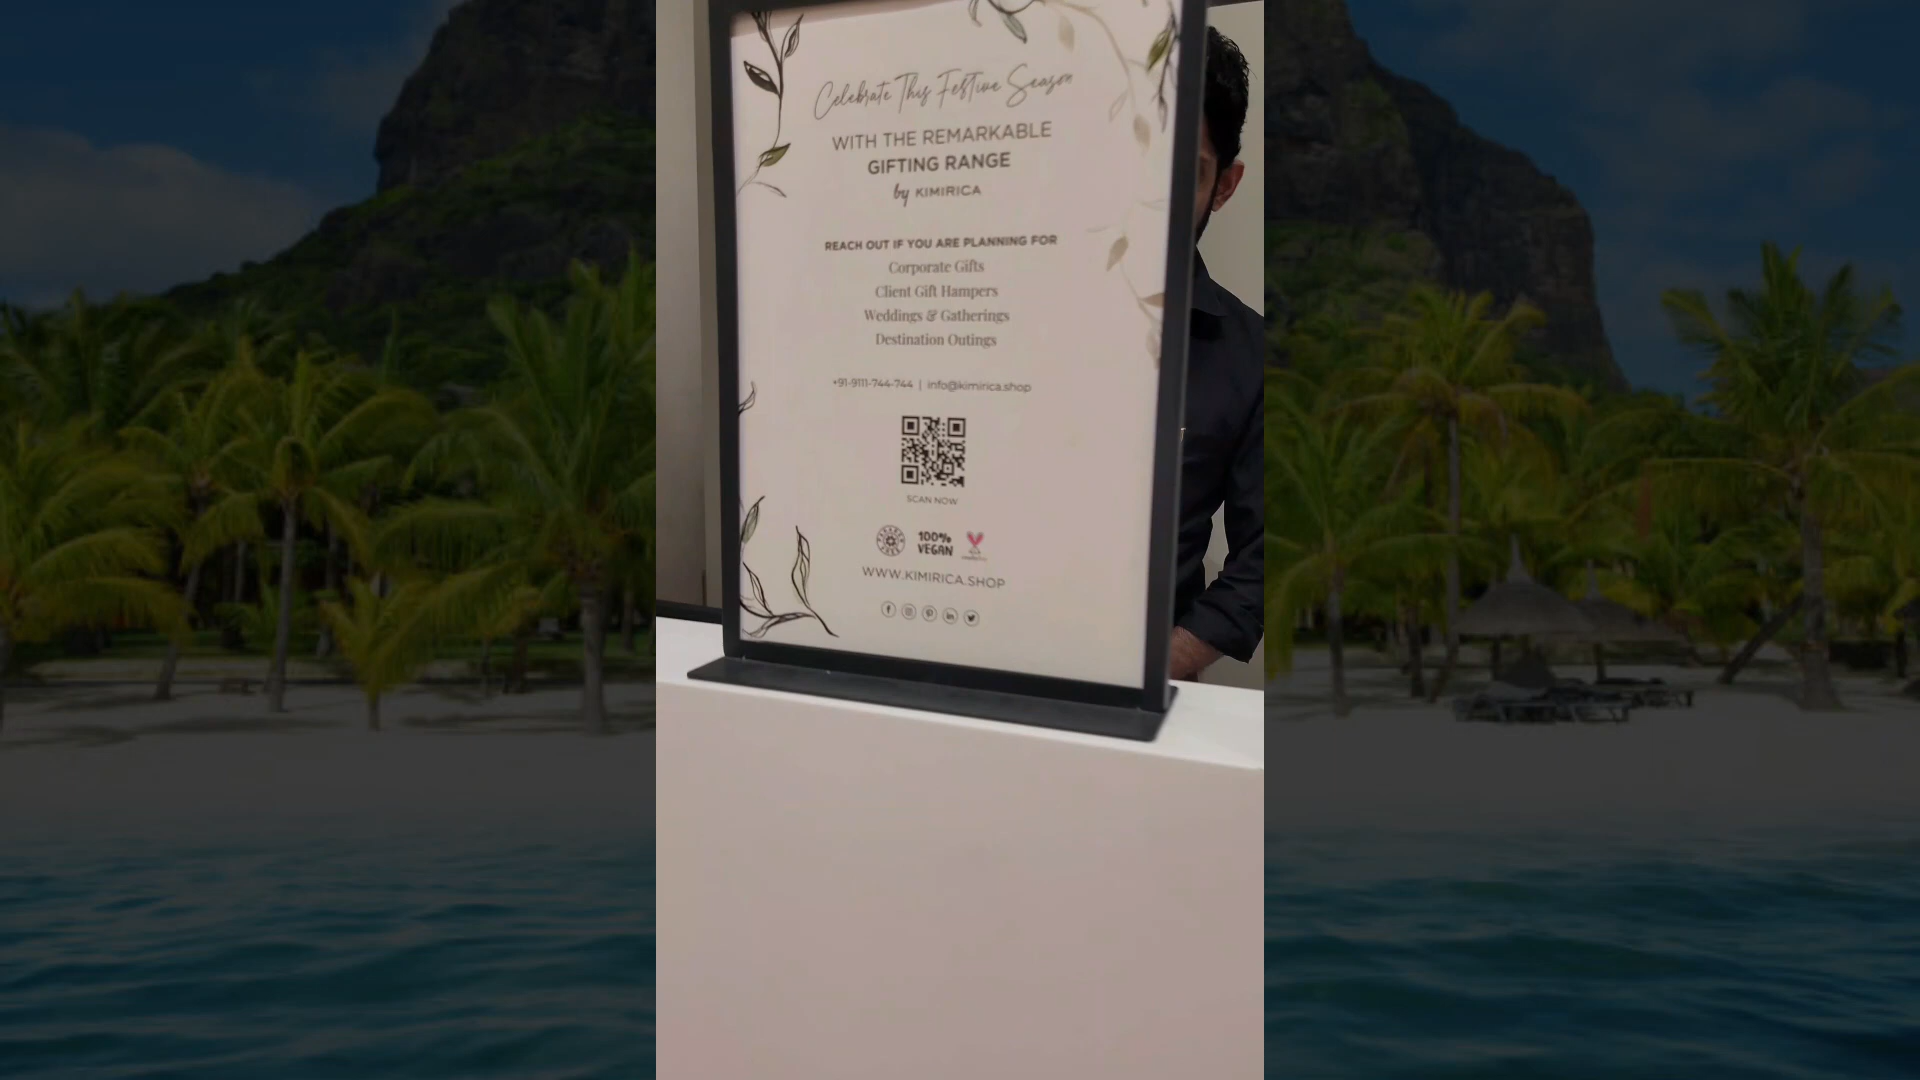 Celebrate This Festive Season
WITH THE REMARKABLE
GIFTING RANGE
by KIMIRICA
REACH OUT IF YOU ARE PLANNING FOR
Corporate Gifts
Client Gift Hampers
Weddings & Gatherings
Destination Outings
+91-9111-744-744 | info@kimirica.shop
SCAN NOW
100%
VEGAN
WWW.KIMIRICA.SHOP